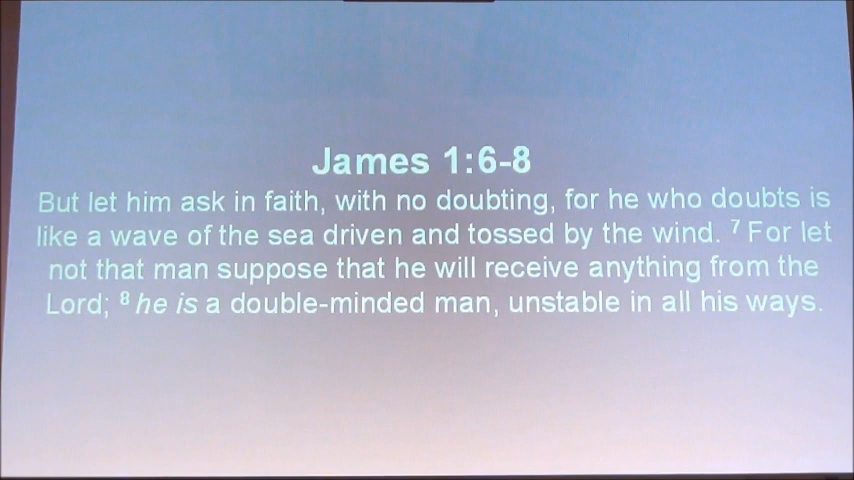 James 1:6-8
But let him ask in faith, with no doubting, for he who doubts is
like a wave of the sea driven and tossed by the wind. 7 For let
not that man suppose that he will receive anything from the
Lord; 8 he is a double-minded man, unstable in all his ways.